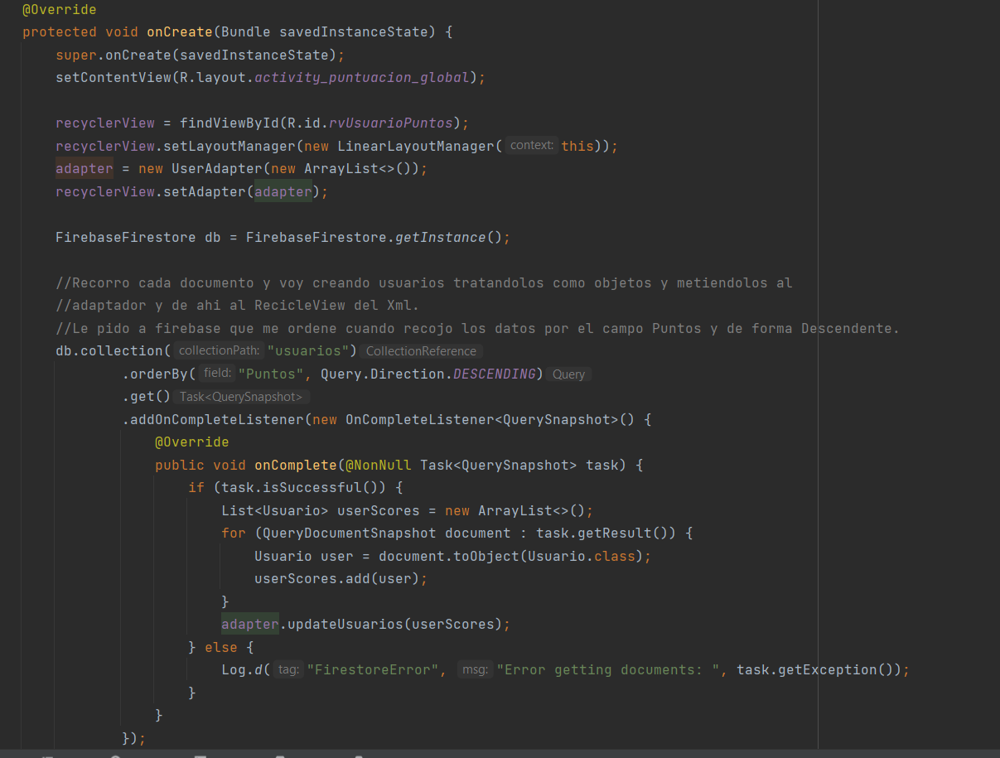 @Override
protected void onCreate(Bundle savedInstanceState) {
super.onCreate(savedInstanceState);
setContentView(R.layout.activity_puntuacion_global);
recyclerView = findViewById(R.id.rvUsuarioPuntos);
recyclerView.setLayoutManager(new LinearLayoutManager( context: this));
adapter = new UserAdapter(new ArrayList<>());
recyclerView.setAdapter(adapter);
FirebaseFirestore db = FirebaseFirestore.getInstance();
//Recorro cada documento y voy creando usuarios tratandolos como objetos y metiendolos al
//adaptador y de ahi al RecicleView del Xml.
//Le pido a firebase que me ordene cuando recojo los datos por el campo Puntos y de forma Descendente.
db.collection( collectionPath: "usuarios") CollectionReference
.orderBy( field: "Puntos", Query.Direction.DESCENDING) Query
.get() Task<QuerySnapshot>
.addOnCompleteListener(new OnCompleteListener<QuerySnapshot>() {
@Override
public void onComplete(@NonNull Task<QuerySnapshot> task) {
if (task.isSuccessful()) {
List<Usuario> userScores = new ArrayList<>();
for (QueryDocumentSnapshot document : task.getResult()) {
Usuario user = document.toObject(Usuario.class);
userScores.add(user);
}
adapter.updateUsuarios(userScores);
} else {
Log.d( tag: "FirestoreError", msg: "Error getting documents: ", task.getException());
}
}
});